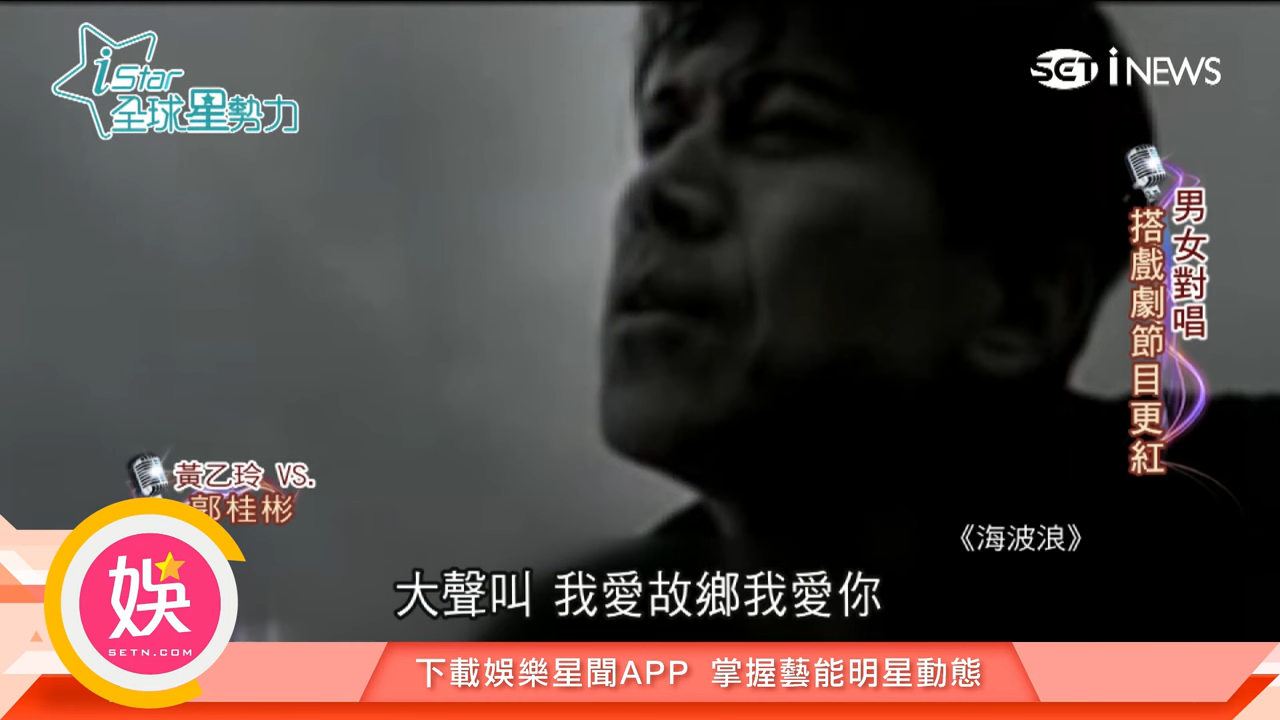 iStar
全球星勢力
SET iNEWS
男女對唱
搭戲劇節目更紅
黃乙玲 VS.
郭桂彬
《海波浪》
大聲叫 我愛故鄉我愛你
娛
SETN.COM
下載娛樂星聞APP 掌握藝能明星動態